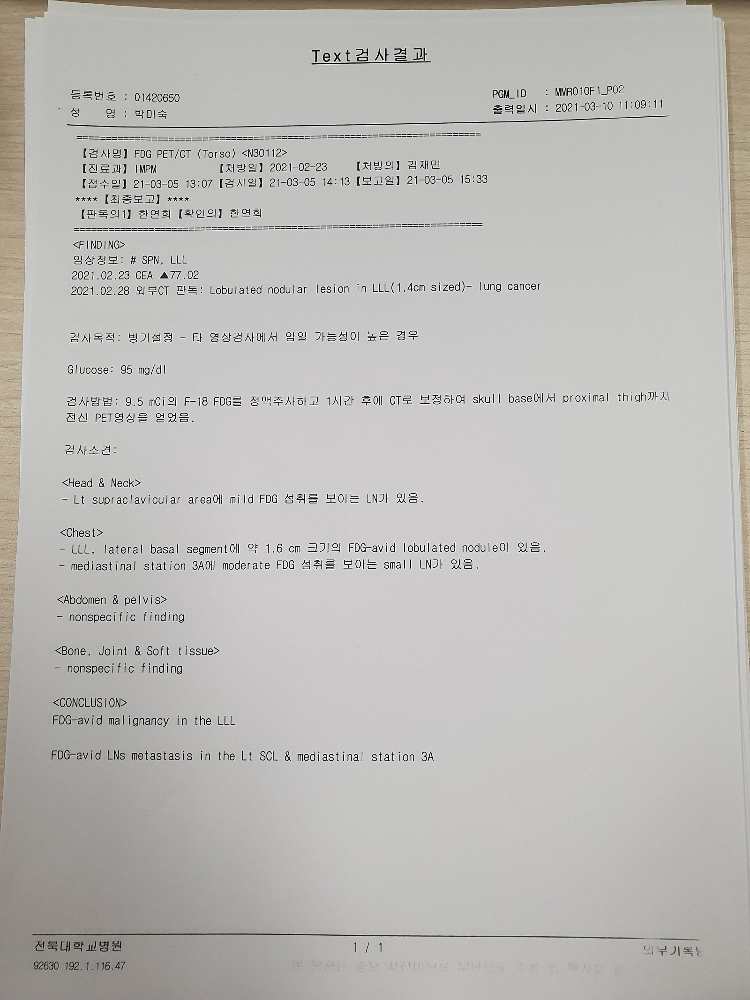 Text검사결과
등록번호 : 01420650
PGM_ID : MMR010F1_P02
성 명 : 박미숙
출력일시 : 2021-03-10 11:09:11
======================================================================
【검사명】FDG PET/CT (Torso) <N30112>
【진료과】IMPM 【처방일】2021-02-23 【처방의】김재민
【접수일】21-03-05 13:07【검사일】21-03-05 14:13【보고일】21-03-05 15:33
****【최종보고】****
【판독의1】한연희【확인의】한연희
======================================================================
<FINDING>
임상정보: # SPN, LLL
2021.02.23 CEA ▲77.02
2021.02.28 외부CT 판독: Lobulated nodular lesion in LLL(1.4cm sized)- lung cancer
검사목적: 병기설정 - 타 영상검사에서 암일 가능성이 높은 경우
Glucose: 95 mg/dl
검사방법: 9.5 mCi의 F-18 FDG를 정맥주사하고 1시간 후에 CT로 보정하여 skull base에서 proximal thigh까지
전신 PET영상을 얻었음.
검사소견:
<Head & Neck>
- Lt supraclavicular area에 mild FDG 섭취를 보이는 LN가 있음.
<Chest>
- LLL, lateral basal segment에 약 1.6 cm 크기의 FDG-avid lobulated nodule이 있음.
- mediastinal station 3A에 moderate FDG 섭취를 보이는 small LN가 있음.
<Abdomen & pelvis>
- nonspecific finding
<Bone, Joint & Soft tissue>
- nonspecific finding
<CONCLUSION>
FDG-avid malignancy in the LLL
FDG-avid LNs metastasis in the Lt SCL & mediastinal station 3A
전북대학교병원
1 / 1
92630 192.1.116.47